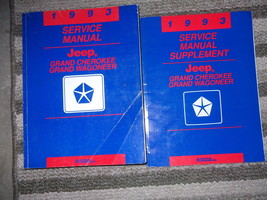 1993
SERVICE
MANUAL
Jeep®
GRAND CHEROKEE
GRAND WAGONEER
1993
SERVICE
MANUAL
SUPPLEMENT
Jeep®
GRAND CHEROKEE
GRAND WAGONEER